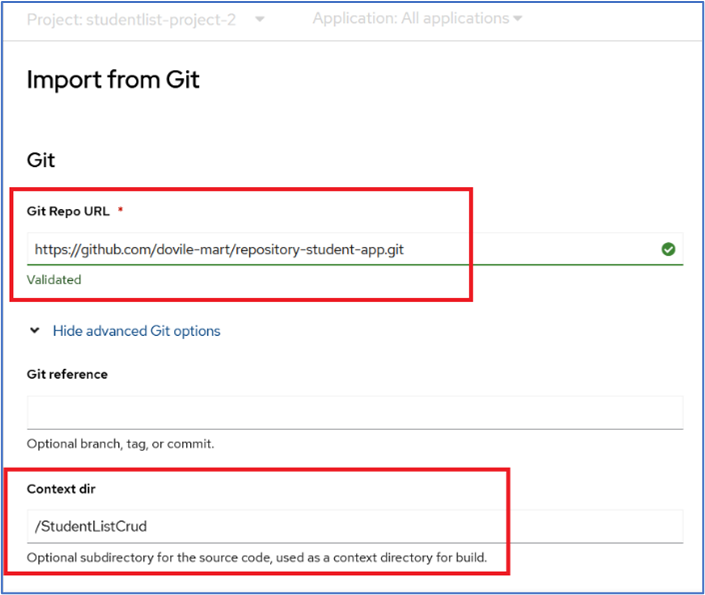 Project: studentlist-project-2 Application: All applications
Import from Git
Git
Git Repo URL *
https://github.com/dovile-mart/repository-student-app.git
Validated
Hide advanced Git options
Git reference
Optional branch, tag, or commit.
Context dir
/StudentListCrud
Optional subdirectory for the source code, used as a context directory for build.